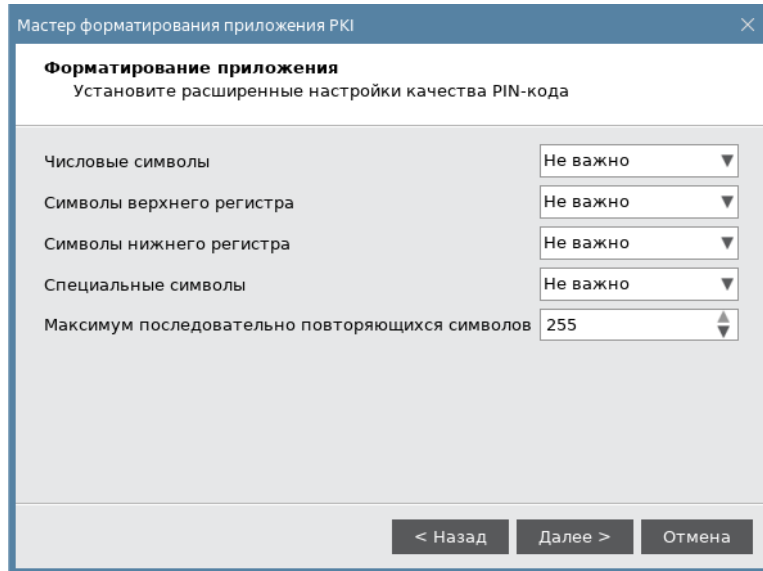 Мастер форматирования приложения PKI
Форматирование приложения
Установите расширенные настройки качества PIN-кода
Числовые символы Не важно
Символы верхнего регистра Не важно
Символы нижнего регистра Не важно
Специальные символы Не важно
Максимум последовательно повторяющихся символов 255
< Назад Далее > Отмена